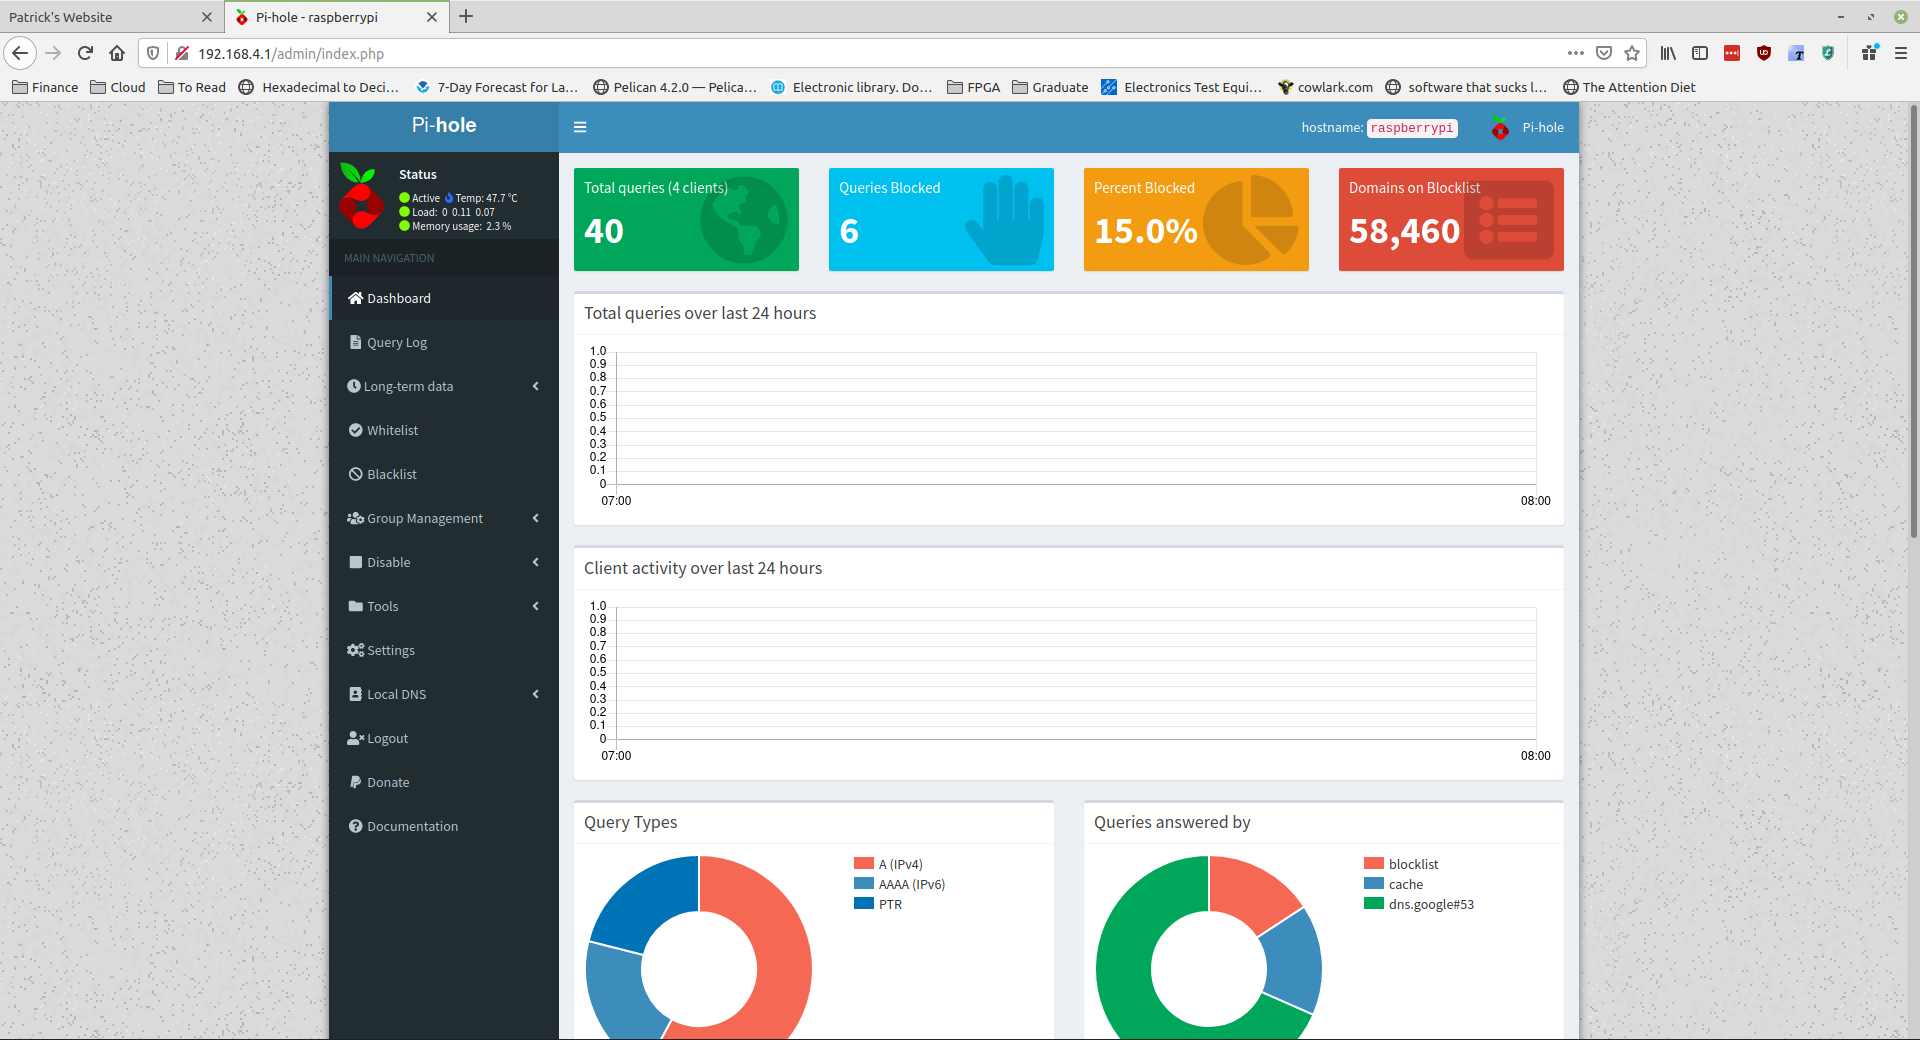 Patrick's Website
Pi-hole - raspberrypi
192.168.4.1/admin/index.php
Finance
Cloud
To Read
Hexadecimal to Deci...
7-Day Forecast for La...
Pelican 4.2.0 — Pelica...
Electronic library. Do...
FPGA
Graduate
Electronics Test Equi...
cowlark.com
software that sucks l...
The Attention Diet
Pi-hole
hostname: raspberrypi
Pi-hole
Status
Active Temp: 47.7 °C
Load: 0 0.11 0.07
Memory usage: 2.3 %
MAIN NAVIGATION
Dashboard
Query Log
Long-term data
Whitelist
Blacklist
Group Management
Disable
Tools
Settings
Local DNS
Logout
Donate
Documentation
Total queries (4 clients)
40
Queries Blocked
6
Percent Blocked
15.0%
Domains on Blocklist
58,460
Total queries over last 24 hours
1.0
0.9
0.8
0.7
0.6
0.5
0.4
0.3
0.2
0.1
0
07:00
08:00
Client activity over last 24 hours
1.0
0.9
0.8
0.7
0.6
0.5
0.4
0.3
0.2
0.1
0
07:00
08:00
Query Types
A (IPv4)
AAAA (IPv6)
PTR
Queries answered by
blocklist
cache
dns.google#53